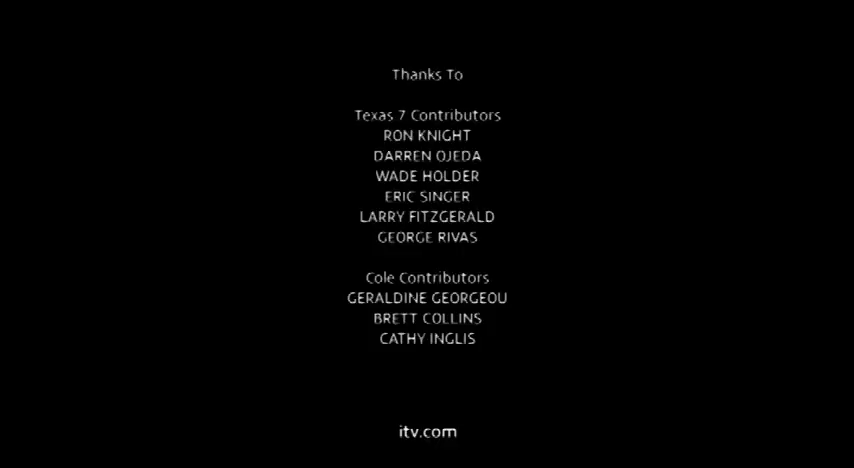 Thanks To
Texas 7 Contributors
RON KNIGHT
DARREN OJEDA
WADE HOLDER
ERIC SINGER
LARRY FITZGERALD
GEORGE RIVAS
Cole Contributors
GERALDINE GEORGEOU
BRETT COLLINS
CATHY INGLIS
itv.com